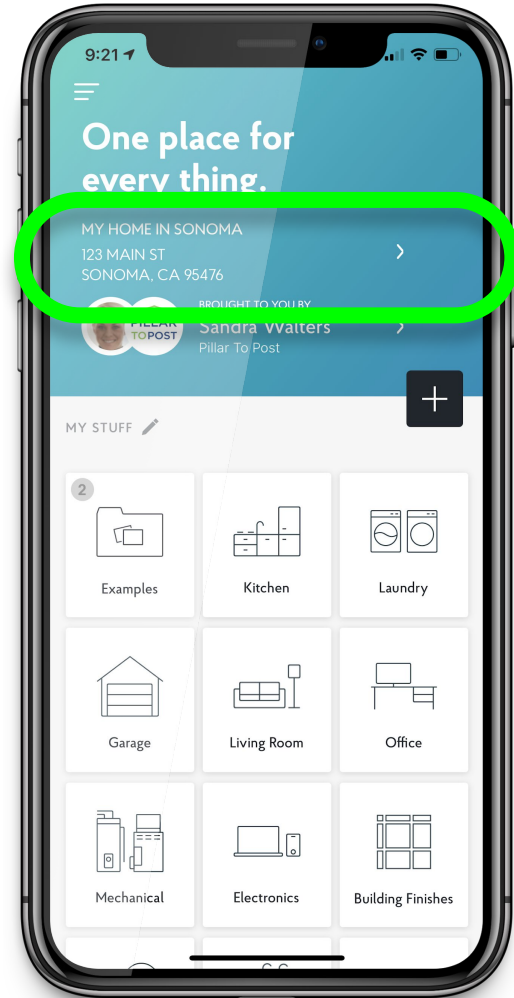 9:21
One place for
every thing.
MY HOME IN SONOMA
123 MAIN ST
SONOMA, CA 95476
BROUGHT TO YOU BY
PILLAR
TOPOST
Sandra Walters
Pillar To Post
MY STUFF
2
Examples
Kitchen
Laundry
Garage
Living Room
Office
Mechanical
Electronics
Building Finishes